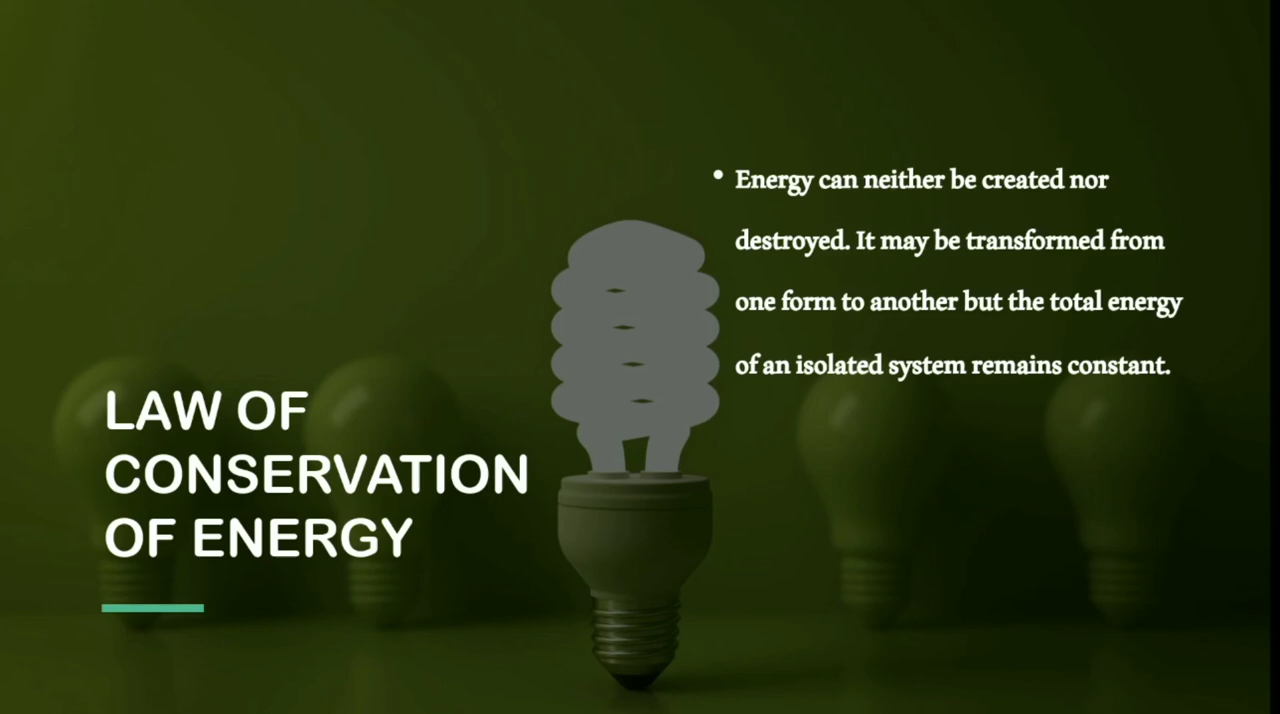 LAW OF
CONSERVATION
OF ENERGY
• Energy can neither be created nor
destroyed. It may be transformed from
one form to another but the total energy
of an isolated system remains constant.